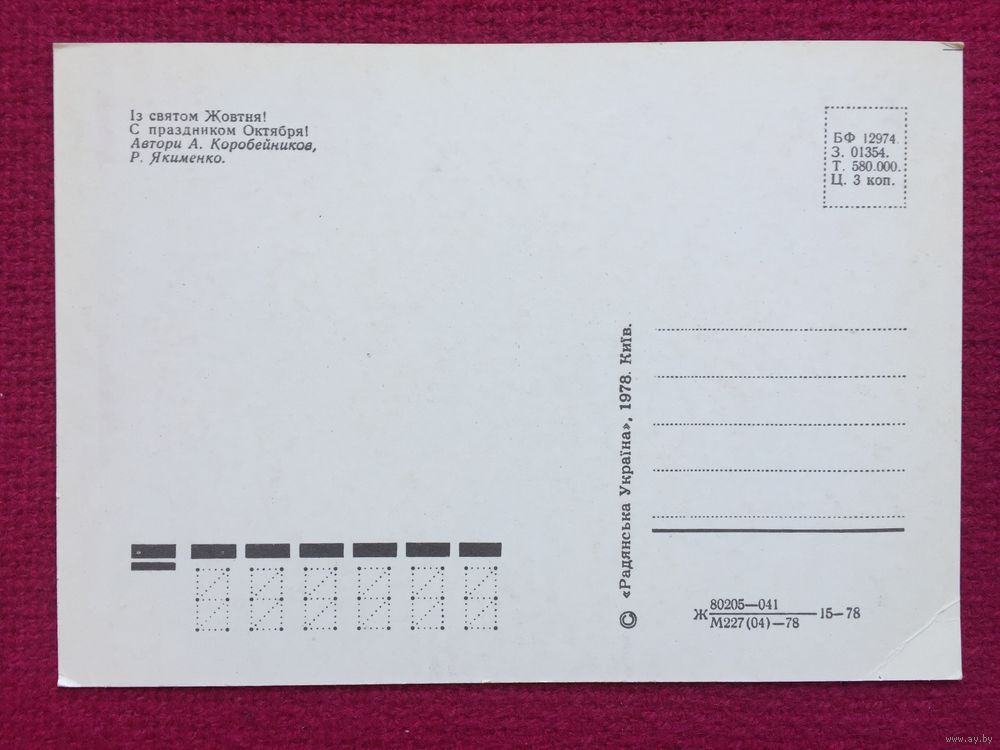 Із святом Жовтня!
С праздником Октября!
Автори А. Коробейников,
Р. Якименко.
БФ 12974.
З. 01354.
Т. 580.000.
Ц. 3 коп.
© «Радянська Україна», 1978. Київ.
Ж 80205—041
М227(04)—78 15—78
www.ay.by